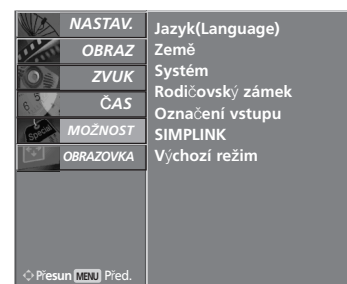 NASTAV.
OBRAZ
ZVUK
ČAS
Special
MOŽNOST
OBRAZOVKA
Jazyk(Language)
Země
Systém
Rodičovský zámek
Označení vstupu
SIMPLINK
Výchozí režim
Přesun MENU Před.